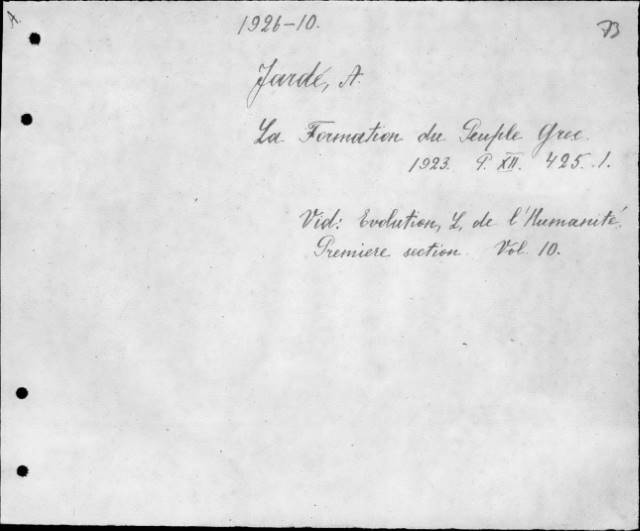 1926-10.
Jardé, A.
La Formation du Peuple Grec.
1923. P. XII. 425. 1.
Vid: Evolution, L, de l'Humanité.
Premiere section. Vol. 10.